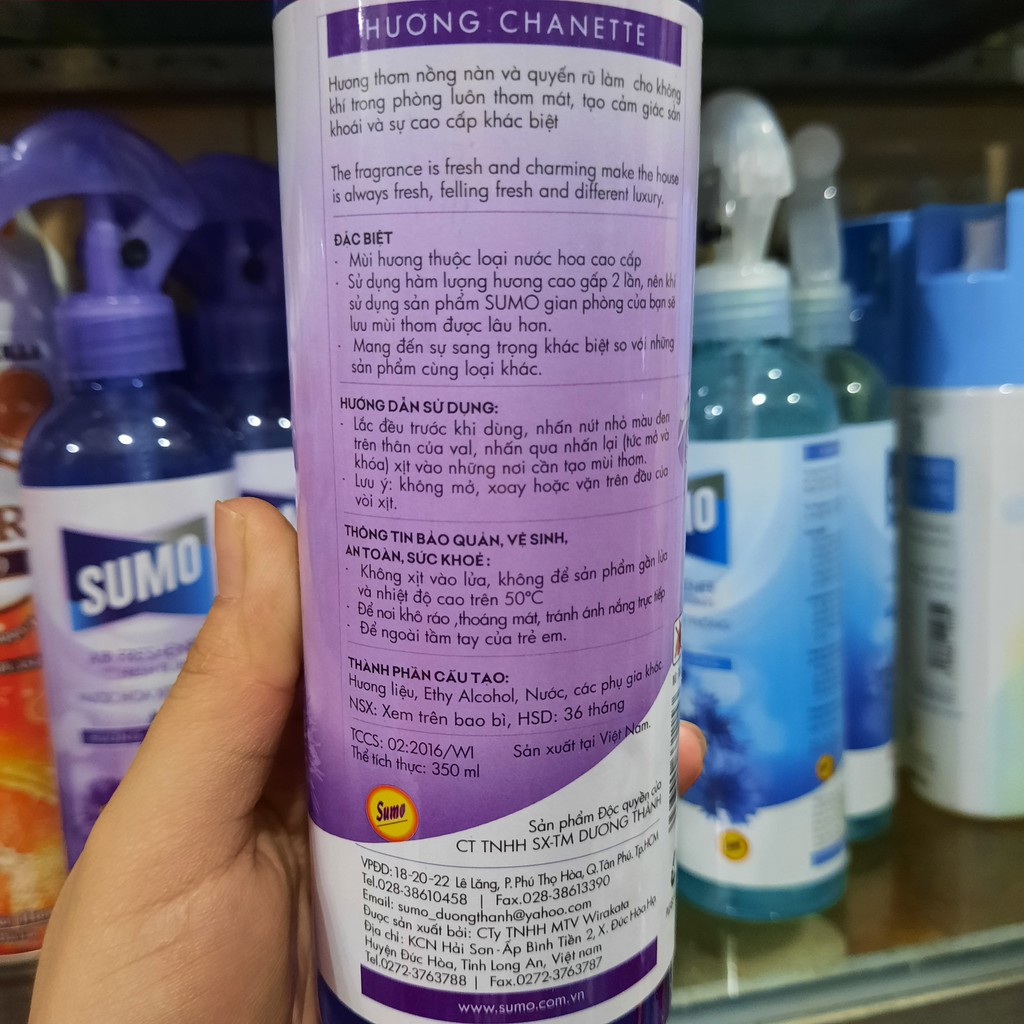 HƯƠNG CHANETTE
Hương thơm nồng nàn và quyến rũ làm cho không
khí trong phòng luôn thơm mát, tạo cảm giác sản
khoái và sự cao cấp khác biệt
The fragrance is fresh and charming make the house
is always fresh, felling fresh and different luxury.
ĐẶC BIỆT
· Mùi hương thuộc loại nước hoa cao cấp
· Sử dụng hàm lượng hương cao gấp 2 lần, nên khi
sử dụng sản phẩm SUMO gian phòng của bạn sẽ
lưu mùi thơm được lâu hơn.
· Mang đến sự sang trọng khác biệt so với những
sản phẩm cùng loại khác.
HƯỚNG DẪN SỬ DỤNG:
· Lắc đều trước khi dùng, nhấn nút nhỏ màu đen
trên thân của val, nhấn qua nhấn lại (tức mở và
khóa) xịt vào những nơi cần tạo mùi thơm.
· Lưu ý: không mở, xoay hoặc vặn trên đầu của
vòi xịt.
THÔNG TIN BẢO QUẢN, VỆ SINH,
AN TOÀN, SỨC KHOẺ:
· Không xịt vào lửa, không để sản phẩm gần lửa
và nhiệt độ cao trên 50°C
· Để nơi khô ráo ,thoáng mát, tránh ánh nắng trực tiếp
· Để ngoài tầm tay của trẻ em.
THÀNH PHẦN CẤU TẠO:
Hương liệu, Ethy Alcohol, Nước, các phụ gia khác
NSX: Xem trên bao bì, HSD: 36 tháng
TCCS: 02:2016/WI Sản xuất tại Việt Nam.
Thể tích thực: 350 ml
Sumo
Sản phẩm Độc quyền của
CT TNHH SX-TM DƯƠNG THÀNH
VPĐD: 18-20-22 Lê Lăng, P. Phú Thọ Hòa, Q.Tân Phú. Tp.HCM
Tel.028-38610458 | Fax.028-38613390
Email: sumo_duongthanh@yahoo.com
Được sản xuất bởi: CTy TNHH MTV Wirakata
Địa chỉ: KCN Hải Sơn-Ấp Bình Tiền 2, X. Đức Hòa Hạ
Huyện Đức Hòa, Tỉnh Long An, Việt nam
Tel.0272-3763788 | Fax.0272-3763787
www.sumo.com.vn
SUMO
AIR FRESHENER